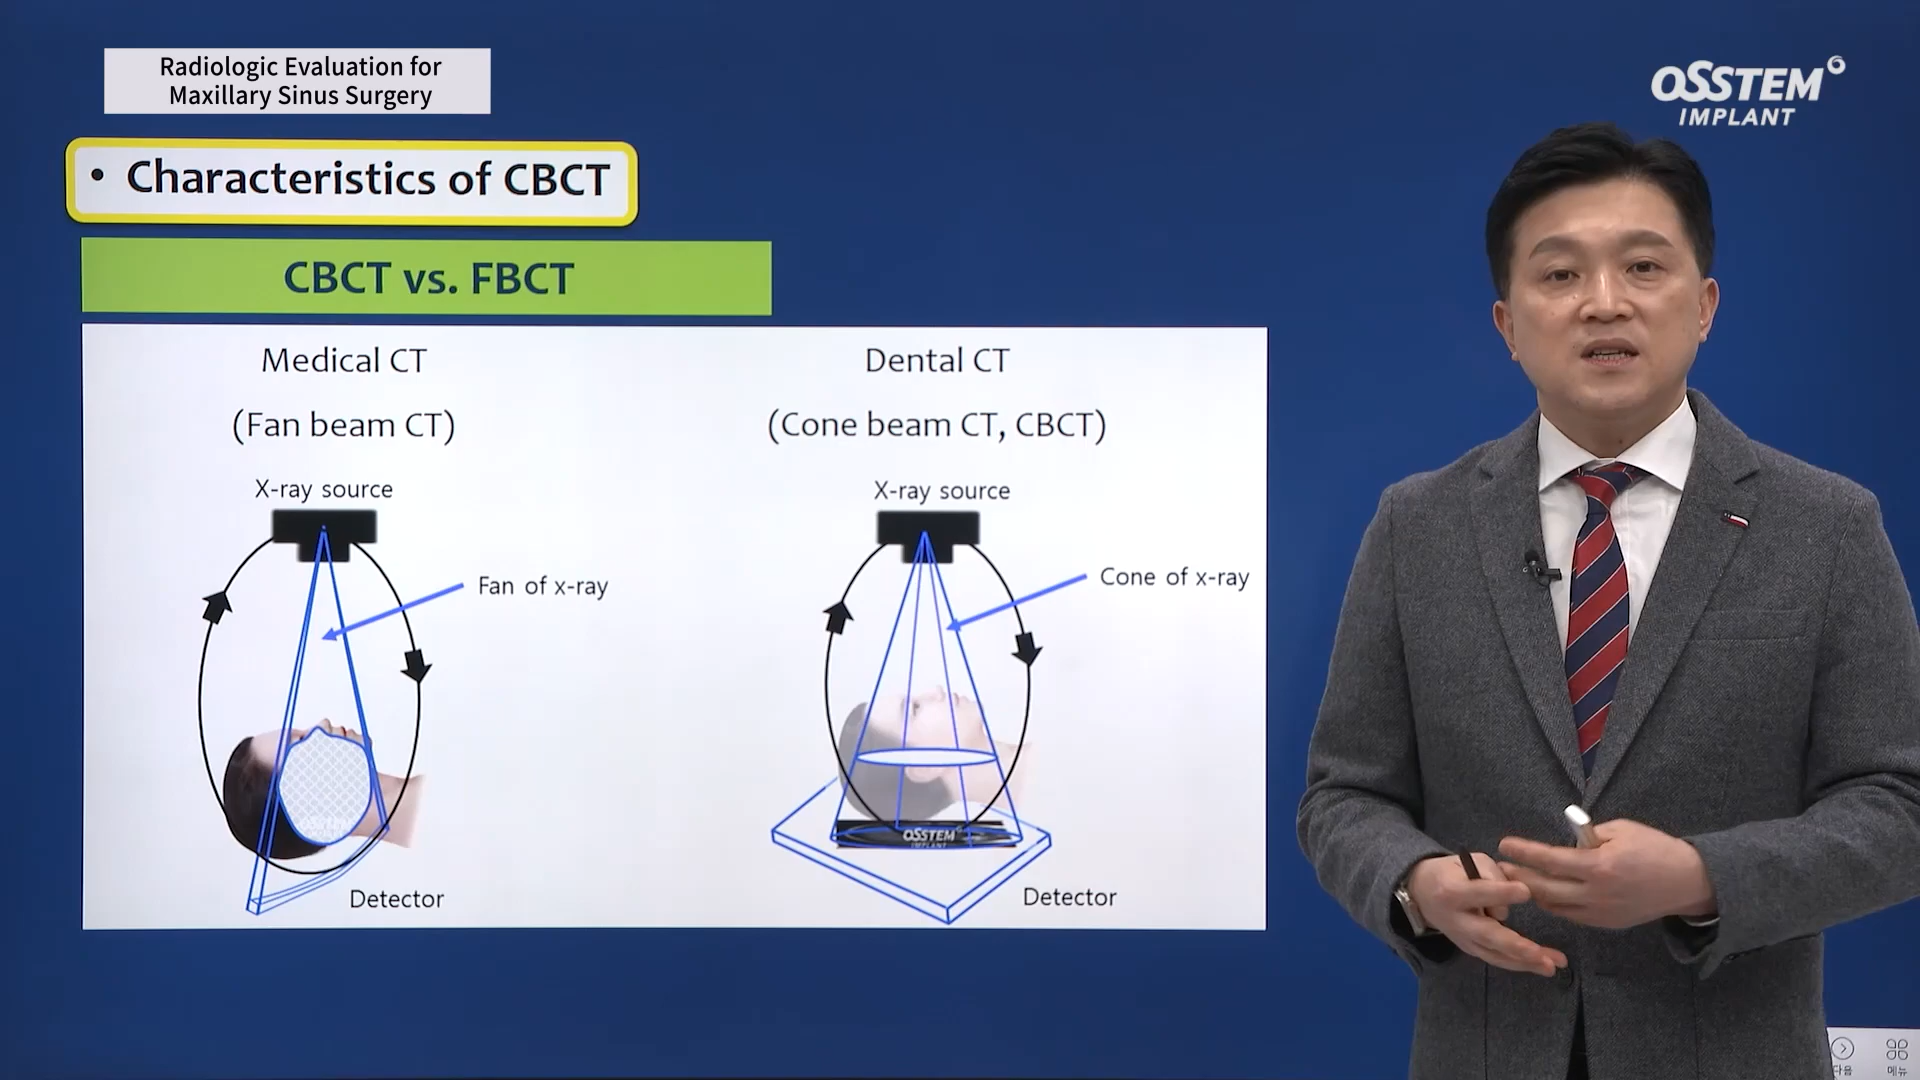 Radiologic Evaluation for
Maxillary Sinus Surgery
OSSTEM
IMPLANT
• Characteristics of CBCT
CBCT vs. FBCT
Medical CT
(Fan beam CT)
X-ray source
Fan of x-ray
Detector
Dental CT
(Cone beam CT, CBCT)
X-ray source
Cone of x-ray
OSSTEM
IMPLANT
Detector
다음
메뉴